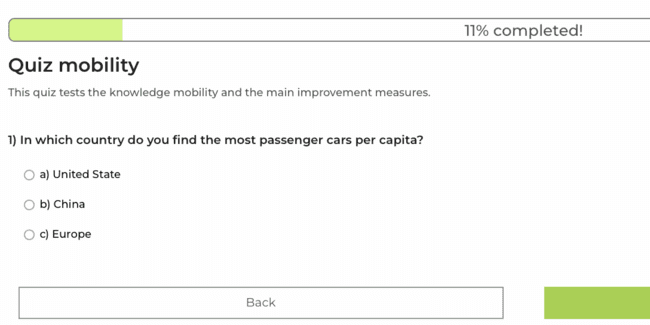 11% completed!
Quiz mobility
This quiz tests the knowledge mobility and the main improvement measures.
1) In which country do you find the most passenger cars per capita?
a) United State
b) China
c) Europe
Back